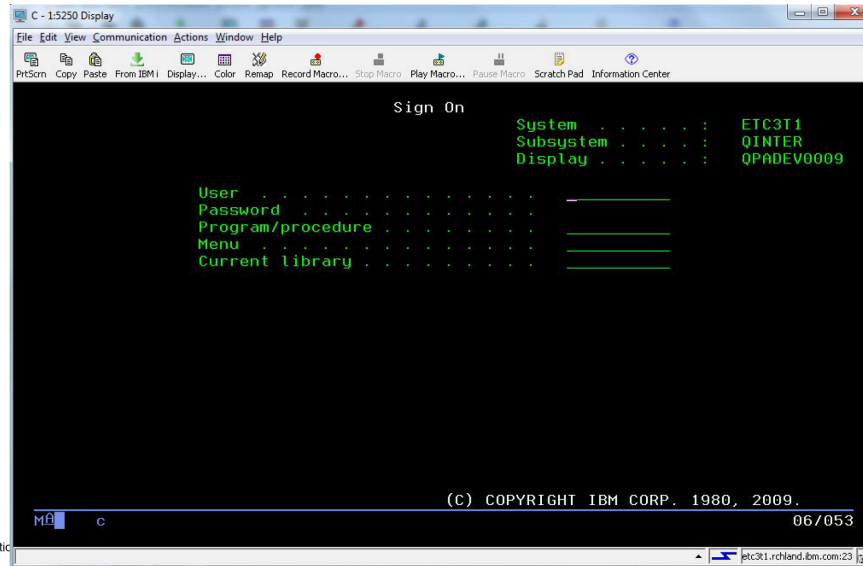 C - 1:5250 Display
File Edit View Communication Actions Window Help
PrtScrn Copy Paste From IBM i Display... Color Remap Record Macro... Stop Macro Play Macro... Pause Macro Scratch Pad Information Center
Sign On
System . . . . . : ETC3T1
Subsystem . . . . : QINTER
Display . . . . . : QPADEV0009
User . . . . . . . . . . . . . .
Password . . . . . . . . . . . .
Program/procedure . . . . . . . .
Menu . . . . . . . . . . . . . .
Current library . . . . . . . . .
(C) COPYRIGHT IBM CORP. 1980, 2009.
MA c 06/053
tic
etc3t1.rchland.ibm.com:23